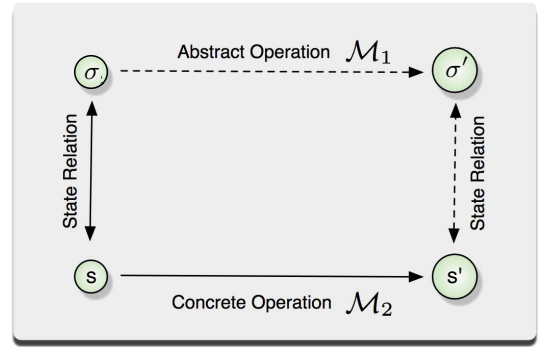 Abstract Operation ℳ₁
σ
σ′
State Relation
State Relation
s
s'
Concrete Operation ℳ₂